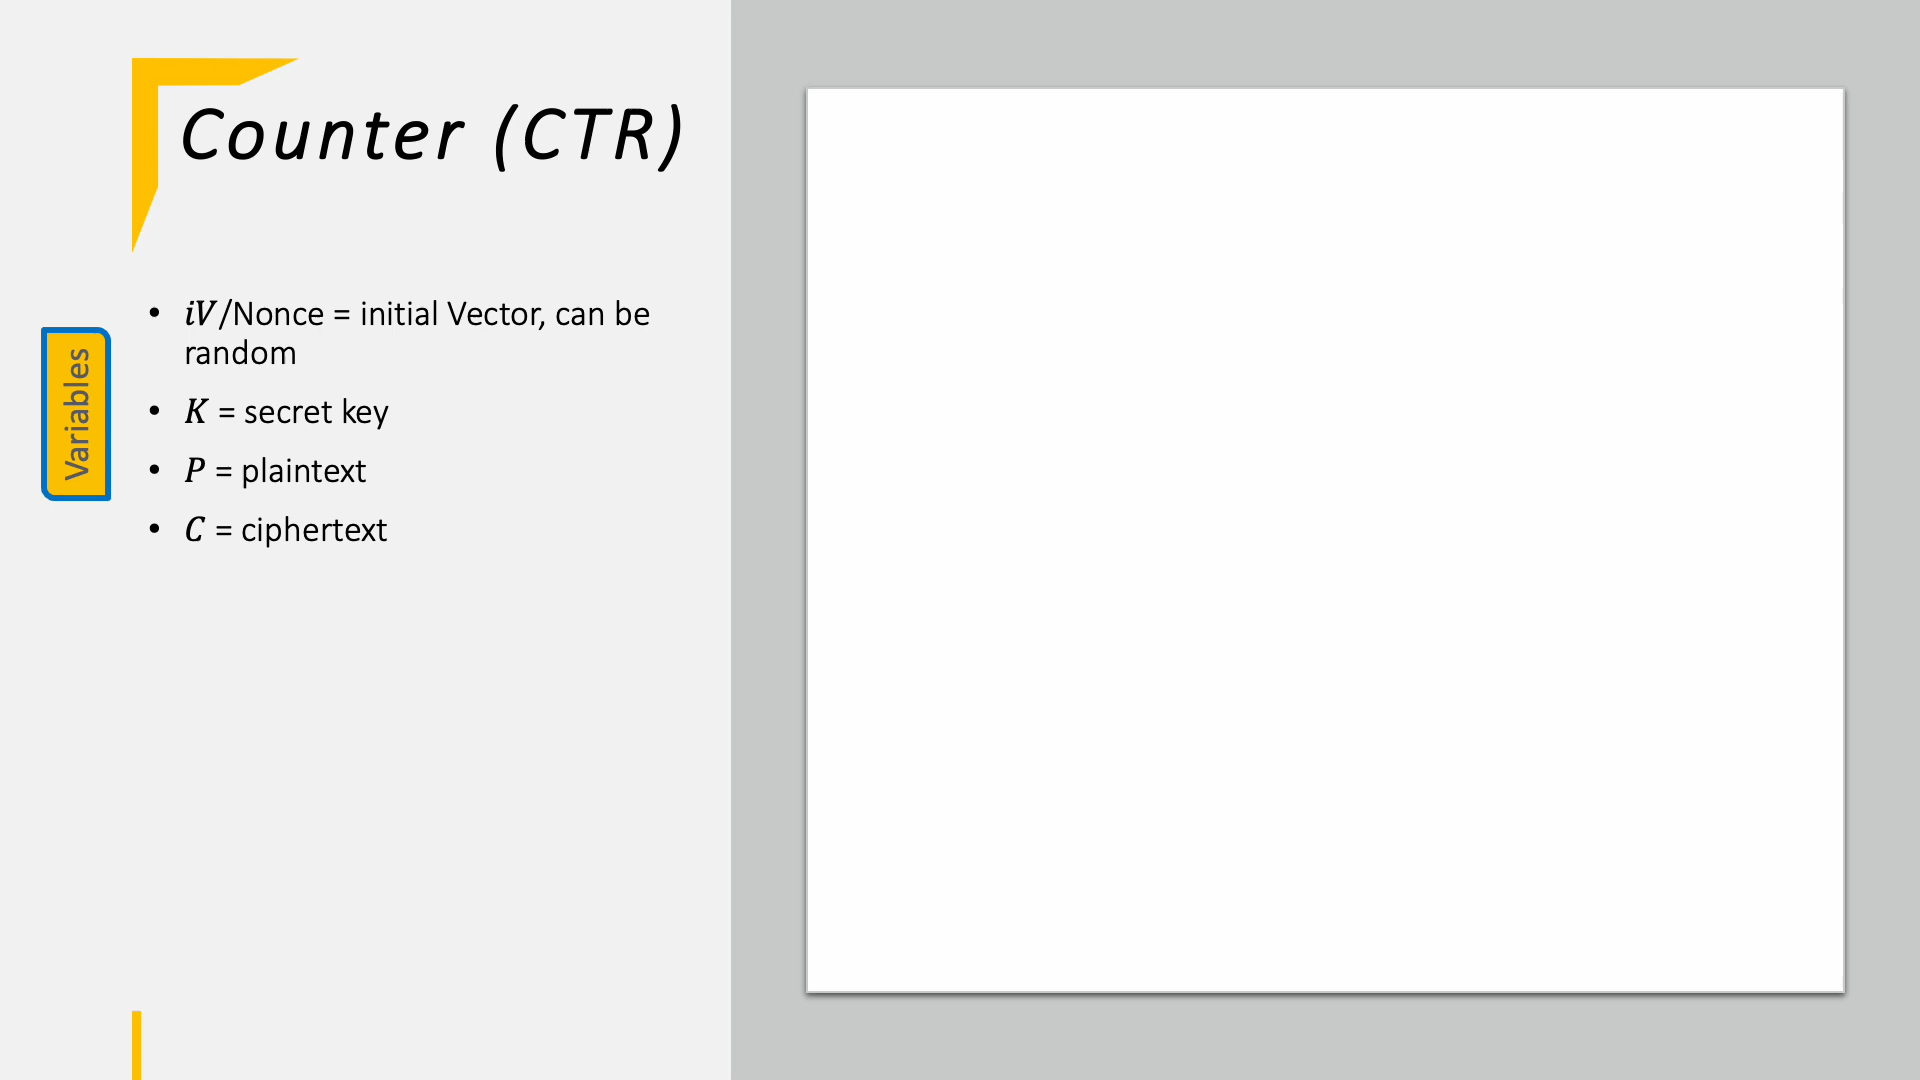 Counter (CTR)
Variables
• iV/Nonce = initial Vector, can be
random
• K = secret key
• P = plaintext
• C = ciphertext